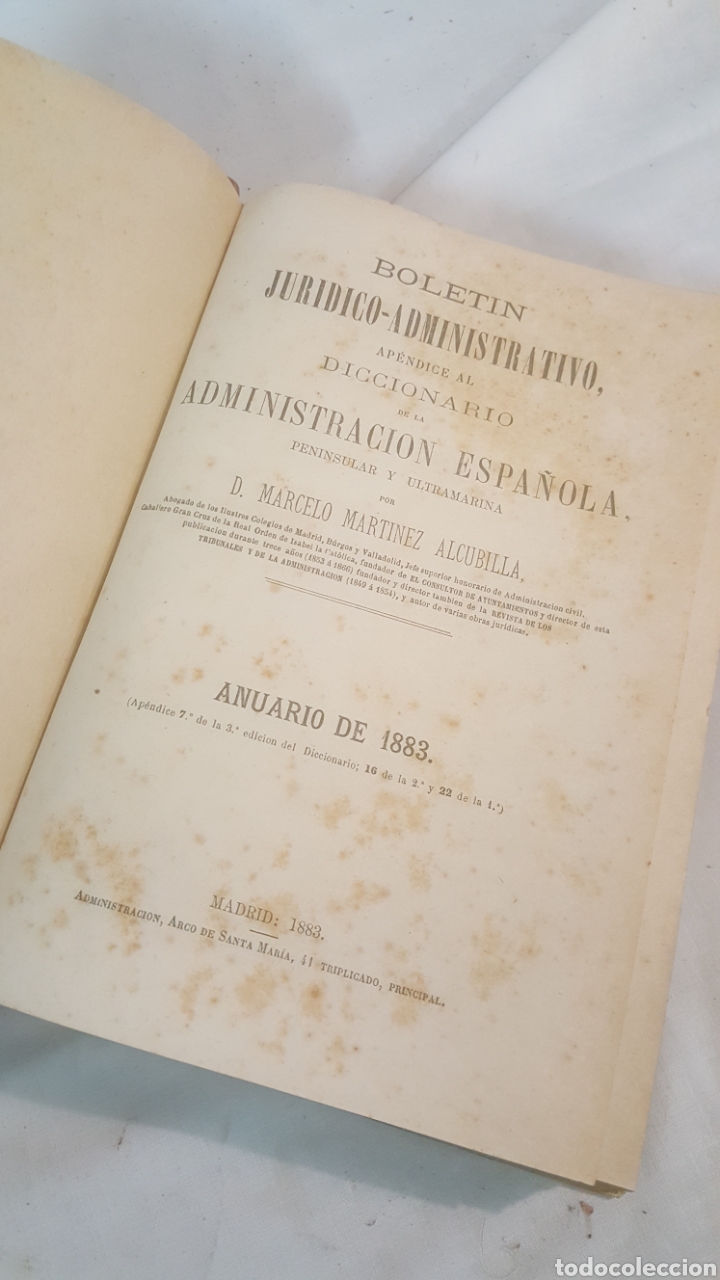 BOLETIN
JURIDICO-ADMINISTRATIVO,
APÉNDICE AL
DICCIONARIO
DE LA
ADMINISTRACION ESPAÑOLA,
PENINSULAR Y ULTRAMARINA
POR
D. MARCELO MARTINEZ ALCUBILLA,
Abogado de los Ilustres Colegios de Madrid, Búrgos y Valladolid, Jefe superior honorario de Administracion civil,
Caballero Gran Cruz de la Real Orden de Isabel la Católica, fundador de EL CONSULTOR DE AYUNTAMIENTOS y director de esta
publicacion durante trece años (1853 á 1866) fundador y director tambien de la REVISTA DE LOS
TRIBUNALES Y DE LA ADMINISTRACION (1849 á 1854), y autor de varias obras jurídicas.
ANUARIO DE 1883.
(Apéndice 7.º de la 3.ª edicion del Diccionario; 16 de la 2.ª y 22 de la 1.ª)
MADRID: 1883.
ADMINISTRACION, ARCO DE SANTA MARÍA, 41 TRIPLICADO, PRINCIPAL.
todocoleccion